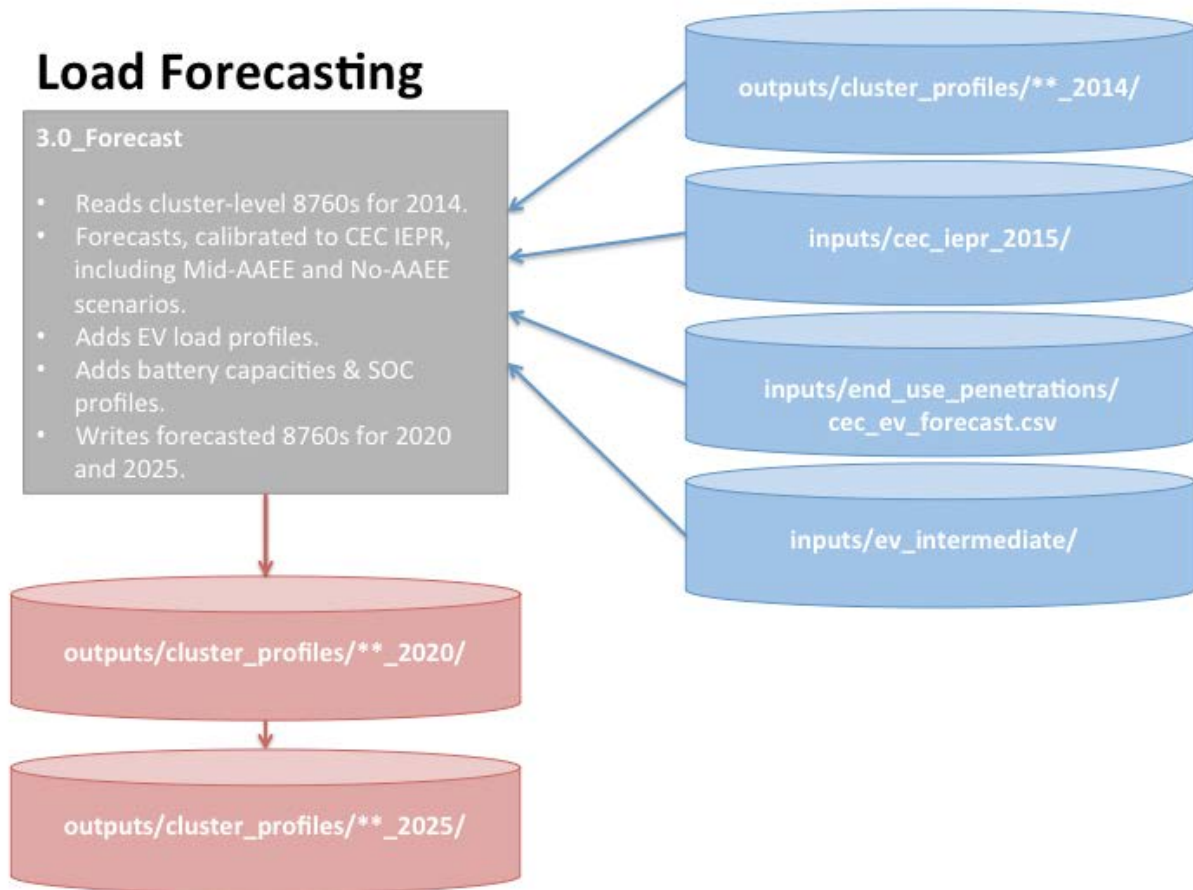 Load Forecasting
3.0_Forecast
• Reads cluster-level 8760s for 2014.
• Forecasts, calibrated to CEC IEPR,
including Mid-AAEE and No-AAEE
scenarios.
• Adds EV load profiles.
• Adds battery capacities & SOC
profiles.
• Writes forecasted 8760s for 2020
and 2025.
outputs/cluster_profiles/**_2014/
inputs/cec_iepr_2015/
inputs/end_use_penetrations/
cec_ev_forecast.csv
inputs/ev_intermediate/
outputs/cluster_profiles/**_2020/
outputs/cluster_profiles/**_2025/